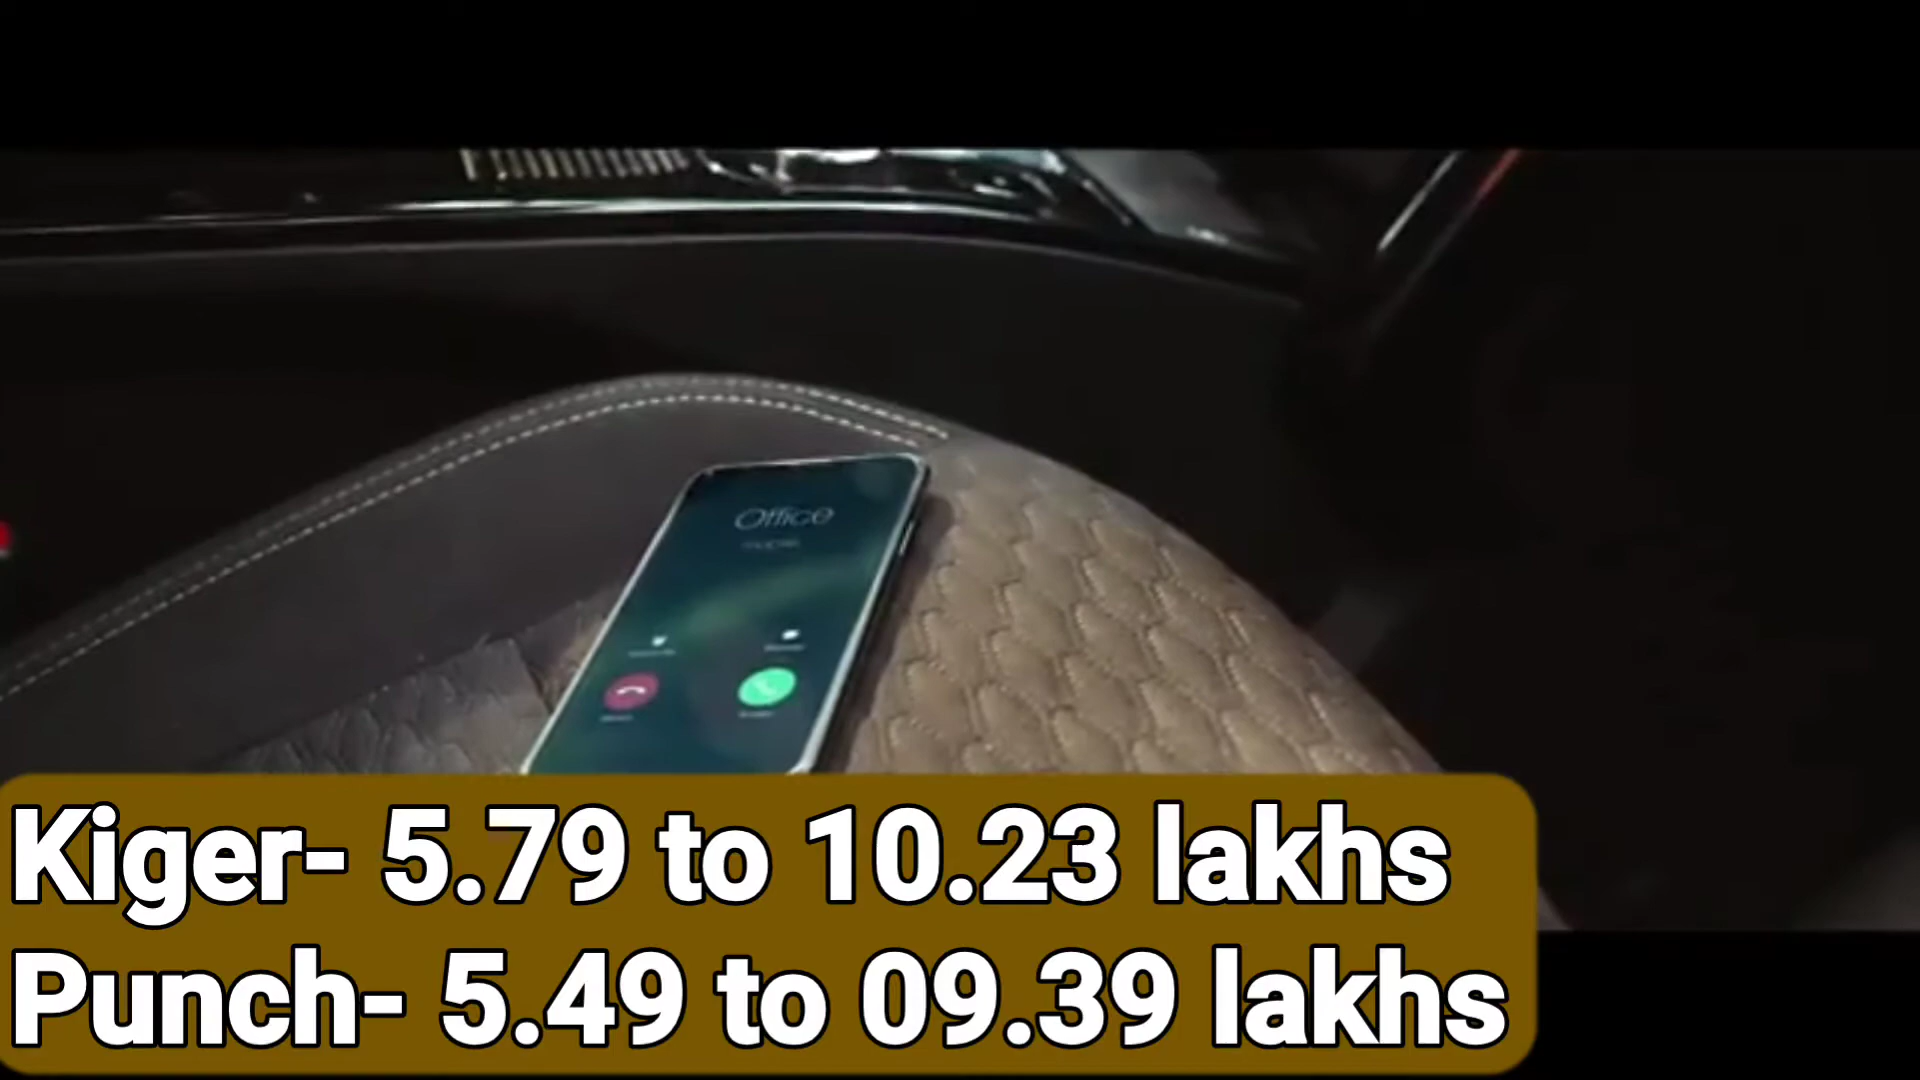 Office
Kiger- 5.79 to 10.23 lakhs
Punch- 5.49 to 09.39 lakhs